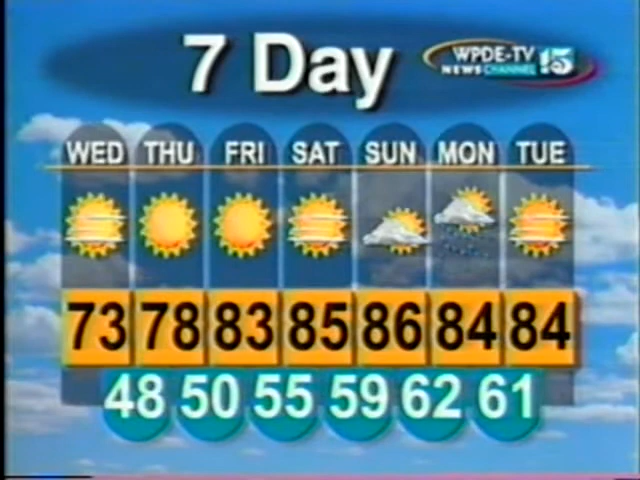 7 Day
WPDE-TV
NEWSCHANNEL 15
WED THU FRI SAT SUN MON TUE
73 78 83 85 86 84 84
48 50 55 59 62 61